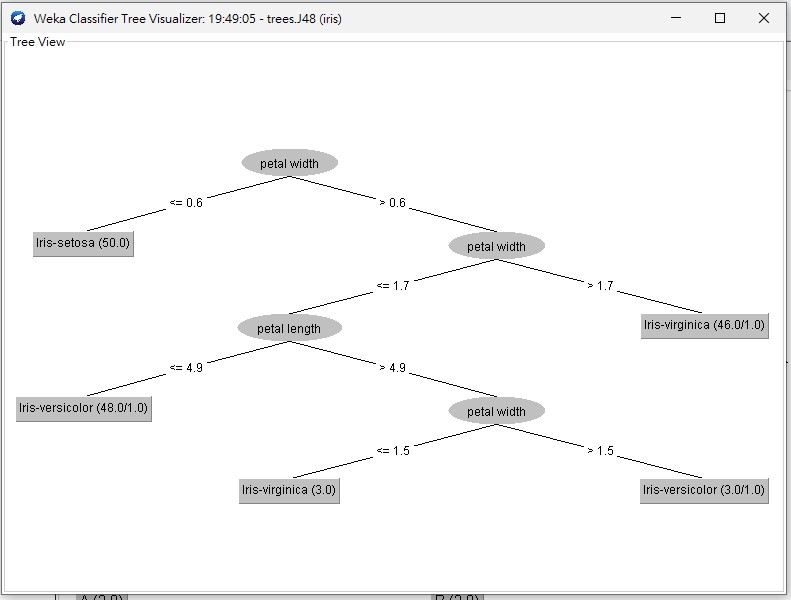 Weka Classifier Tree Visualizer: 19:49:05 - trees.J48 (iris)
Tree View
petal width
<= 0.6
> 0.6
Iris-setosa (50.0)
petal width
<= 1.7
> 1.7
petal length
Iris-virginica (46.0/1.0)
<= 4.9
> 4.9
Iris-versicolor (48.0/1.0)
petal width
<= 1.5
> 1.5
Iris-virginica (3.0)
Iris-versicolor (3.0/1.0)